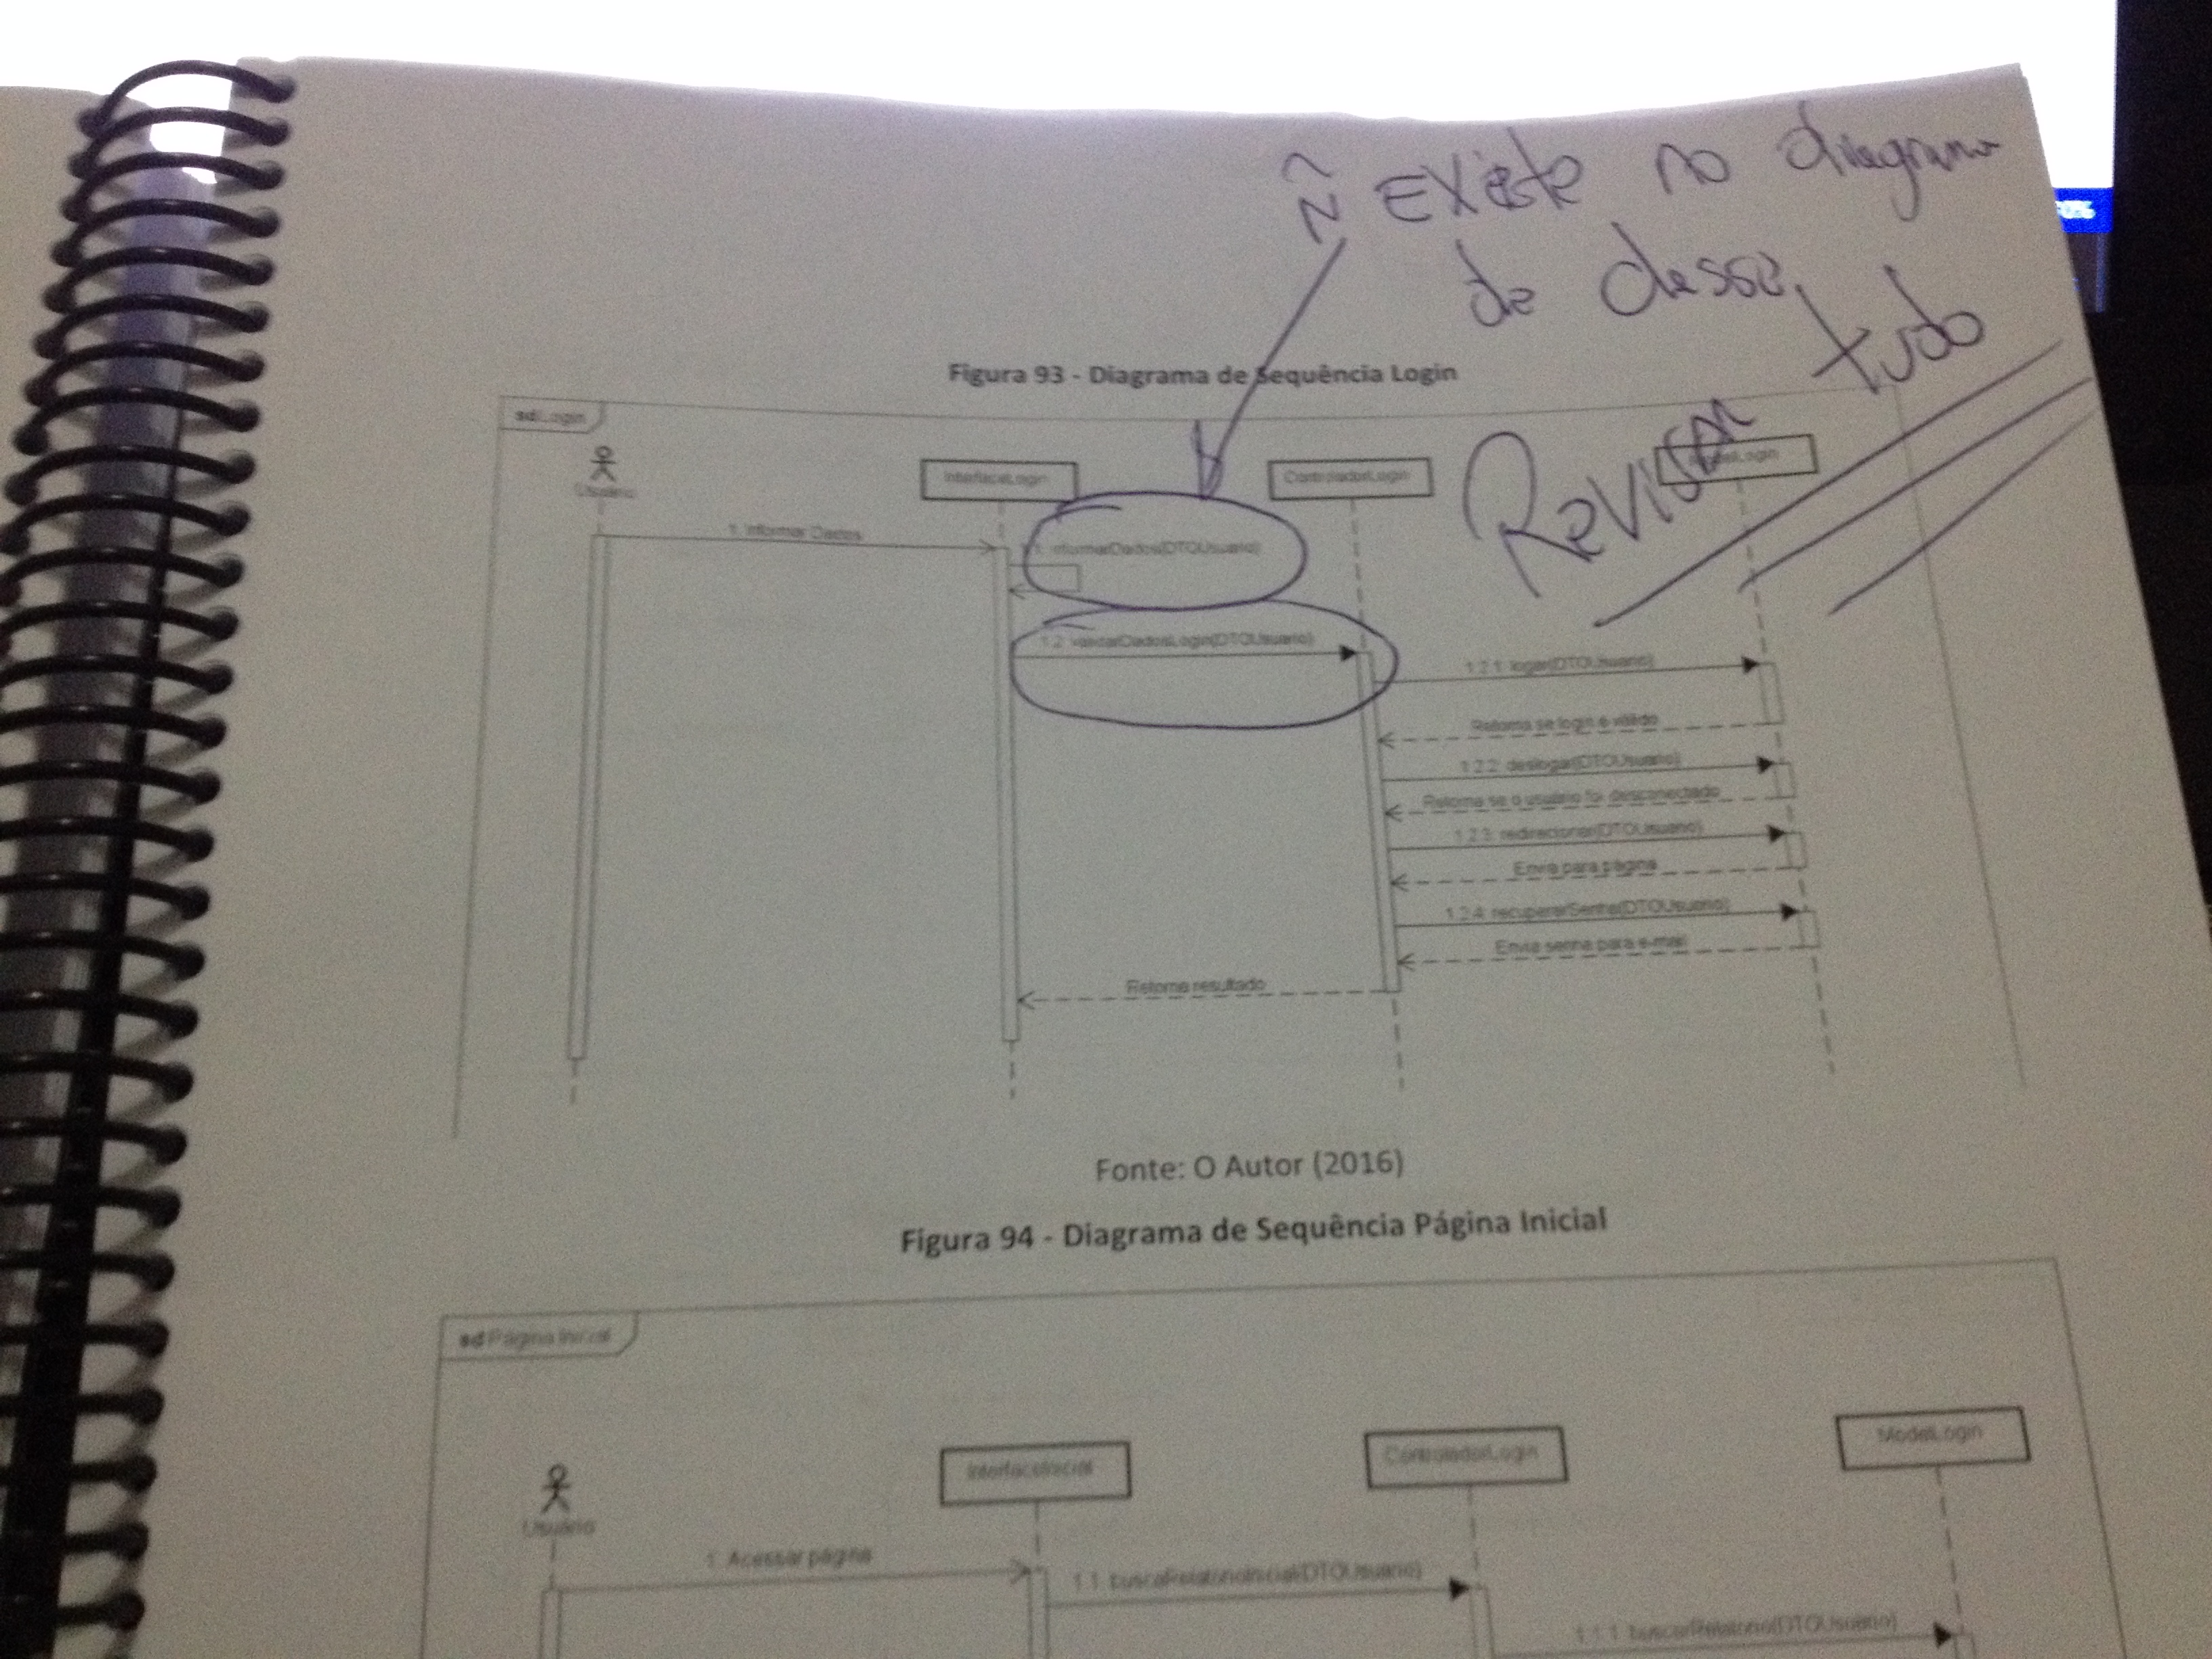 Ñ EXiste no diagrama
de classe,
Revisar tudo
Figura 93 - Diagrama de Sequência Login
sd Login
Usuário
InterfaceLogin
ControladorLogin
1: Informar Dados
informarDados(DTOUsuario)
1.2: validarDadosLogin(DTOUsuario)
1.2.1: logar(DTOUsuario)
Retorna se login é válido
1.2.2: deslogar(DTOUsuario)
Retorna se o usuário foi desconectado
1.2.3: redirecionar(DTOUsuario)
Envia para página
1.2.4: recuperarSenha(DTOUsuario)
Envia senha para e-mail
Retorna resultado
Fonte: O Autor (2016)
Figura 94 - Diagrama de Sequência Página Inicial
sd Página Inicial
Usuário
InterfaceInicial
ControladorLogin
ModelLogin
1: Acessar página
1.1: buscaRelatorioInicial(DTOUsuario)
1.1.1: buscarRelatorio(DTOUsuario)